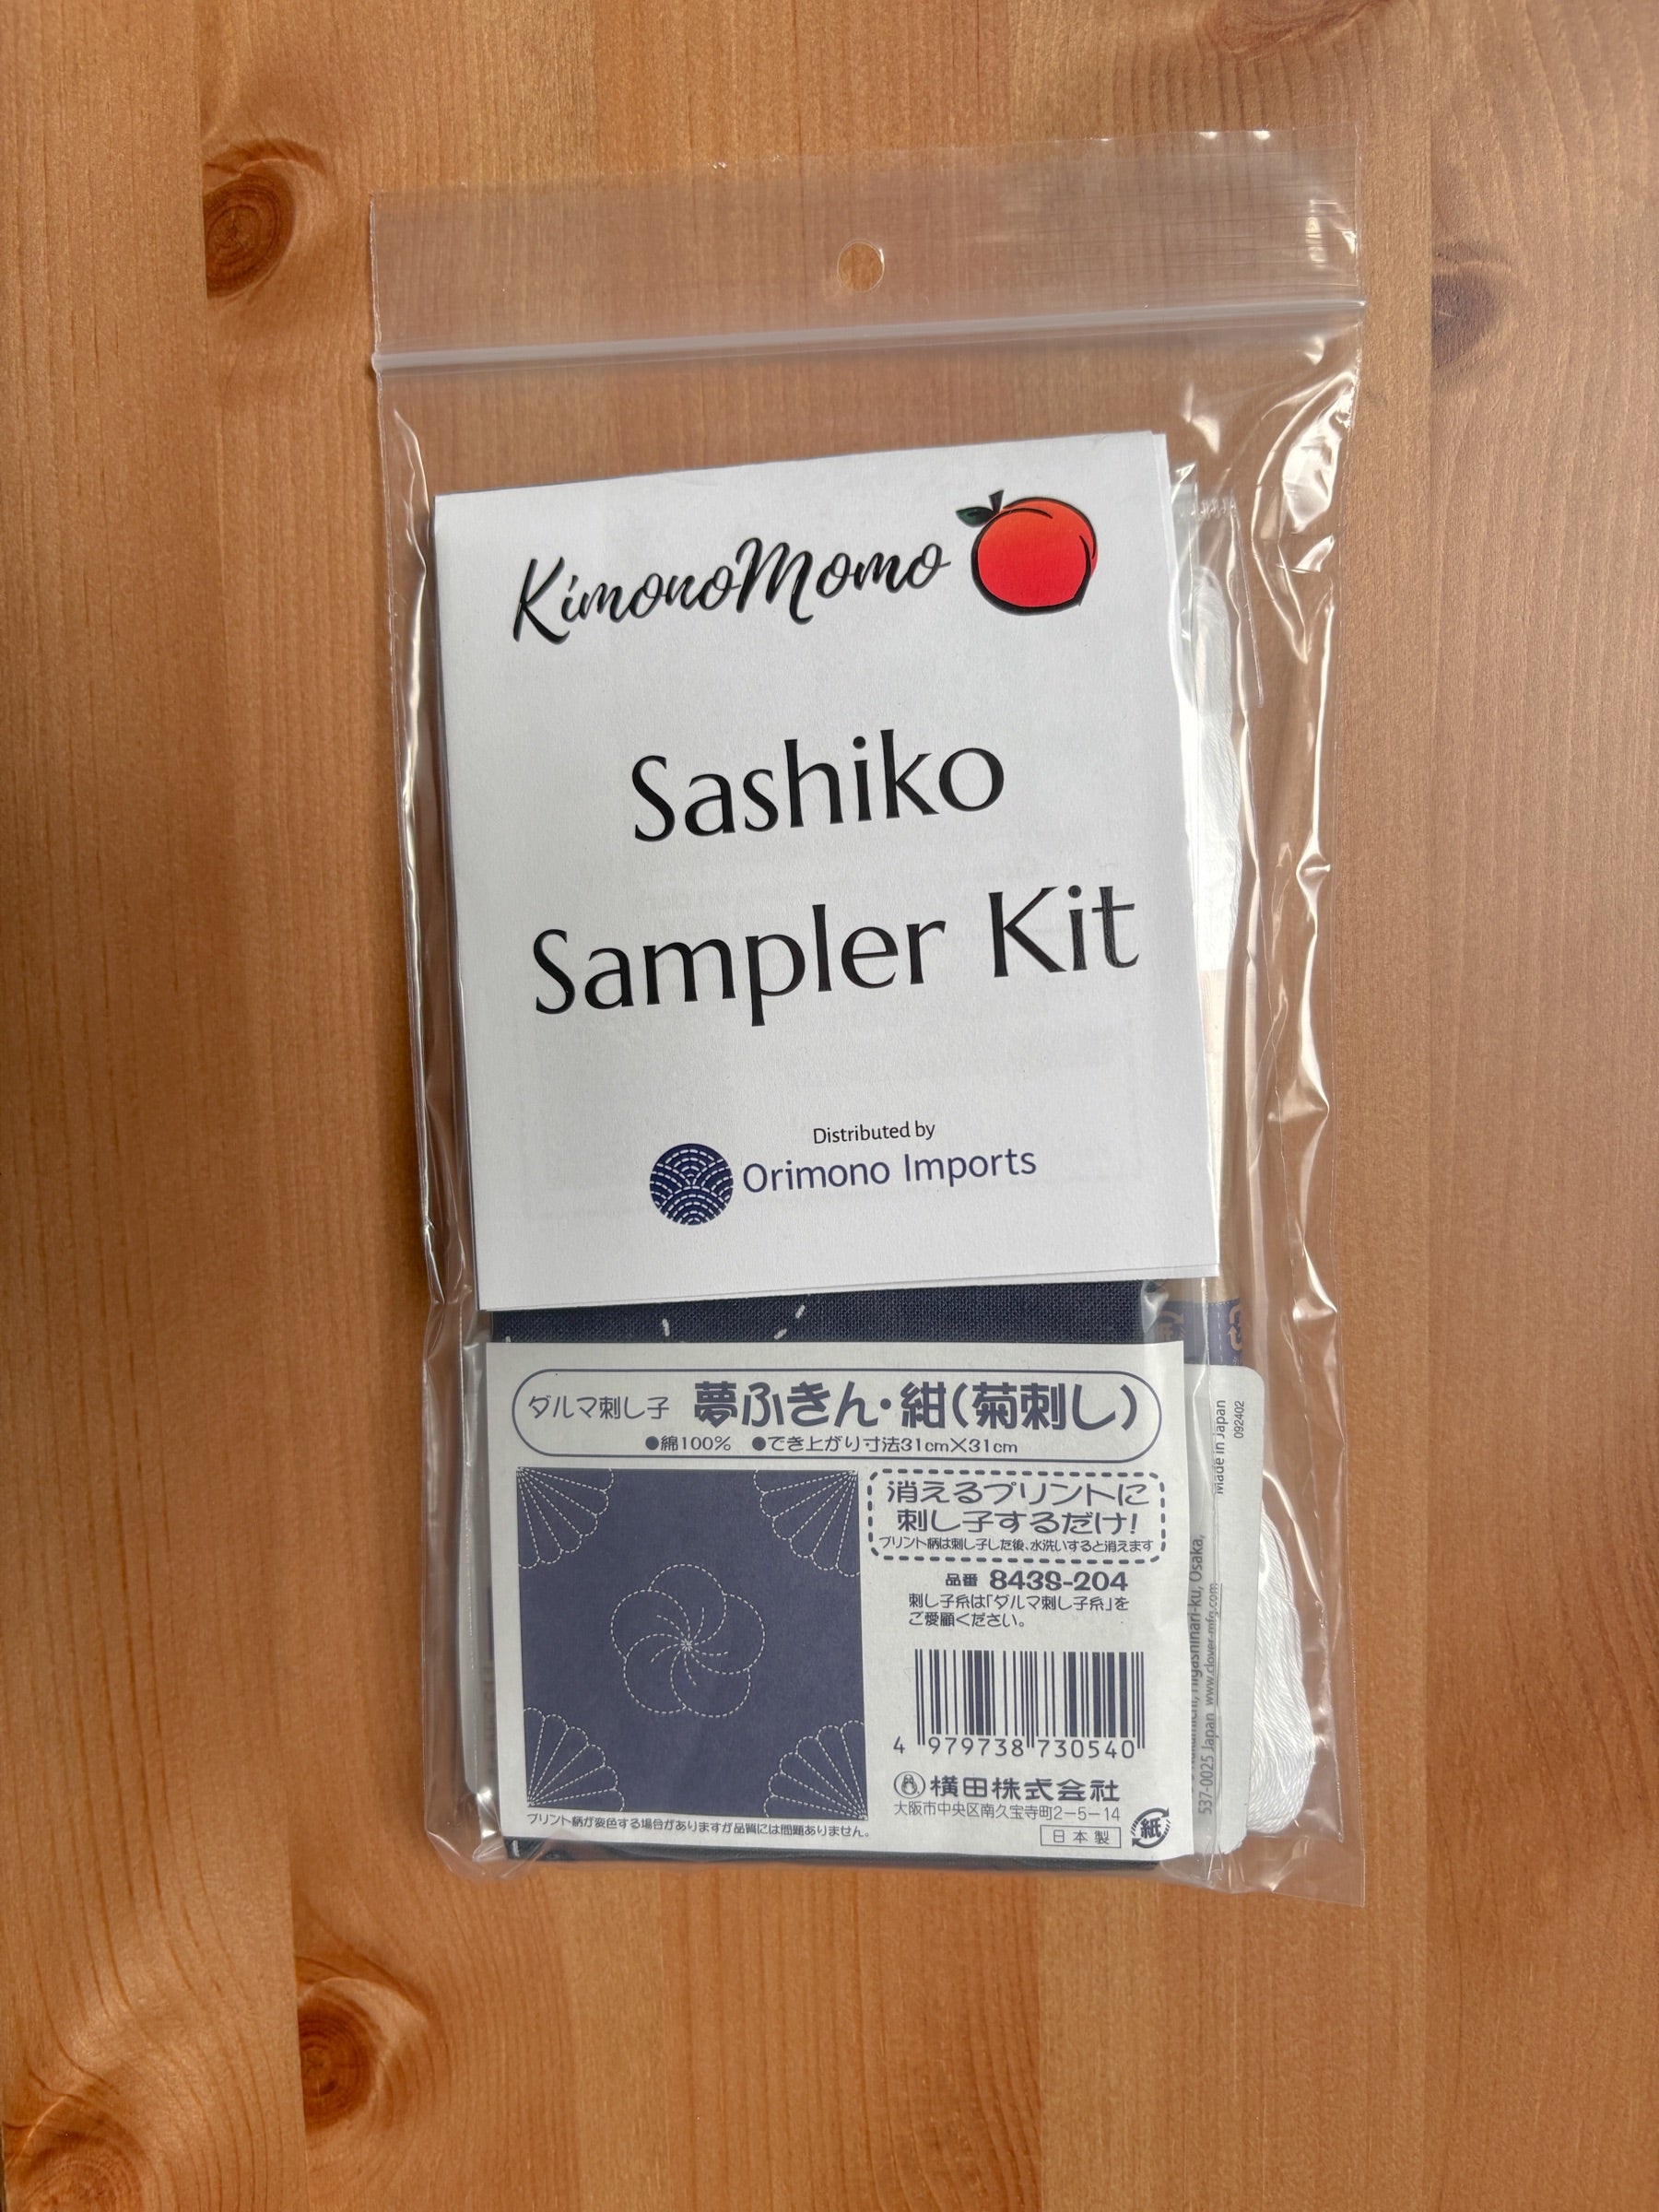 KimonoMomo
Sashiko
Sampler Kit
Distributed by
Orimono Imports
ダルマ刺し子 夢ふきん・紺(菊刺し)
●綿100% ●でき上がり寸法31cm×31cm
消えるプリントに
刺し子するだけ!
プリント柄は刺し子した後、水洗いすると消えます
品番 843S-204
刺し子糸は「ダルマ刺し子糸」を
ご愛顧ください。
4 979738 730540
横田株式会社
大阪市中央区南久宝寺町2-5-14
日本製
紙
プリント柄が変色する場合がありますが品質には問題ありません。
Made in Japan
092402
Higashinari-ku, Osaka,
537-0025 Japan www.clover-mfg.com